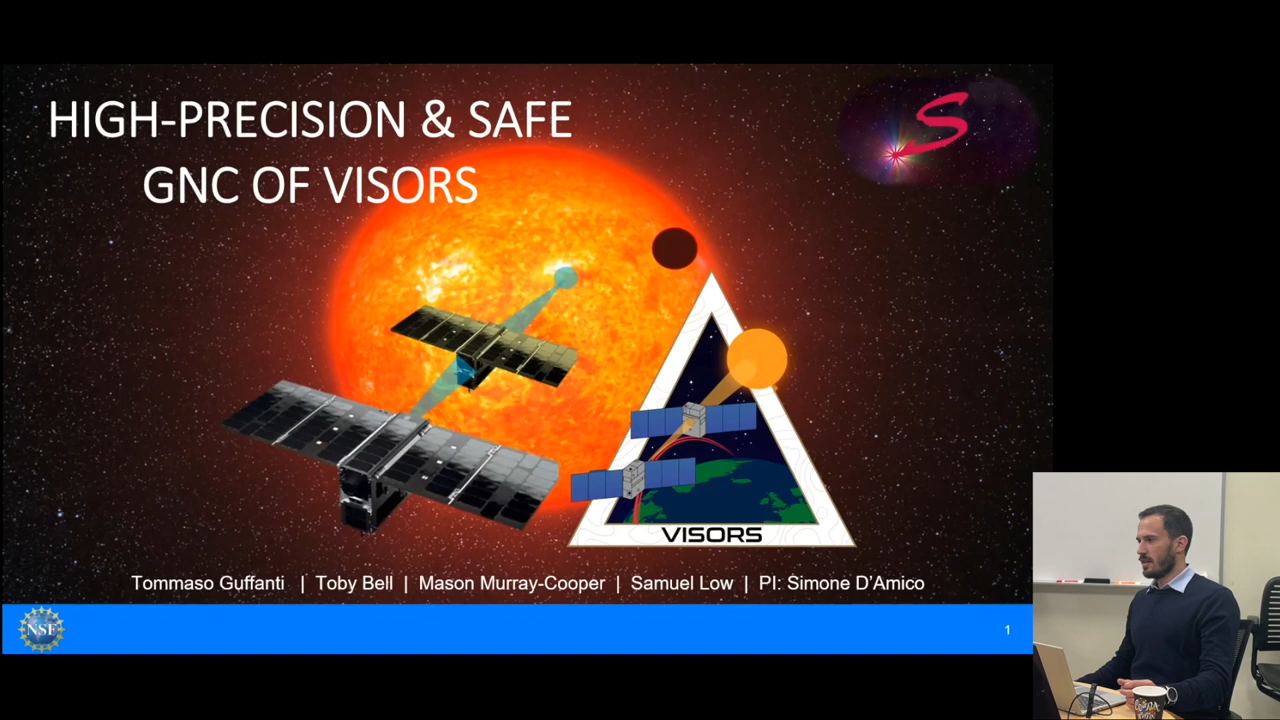 HIGH-PRECISION & SAFE
GNC OF VISORS
S
VISORS
Tommaso Guffanti | Toby Bell | Mason Murray-Cooper | Samuel Low | PI: Simone D'Amico
NSF
1